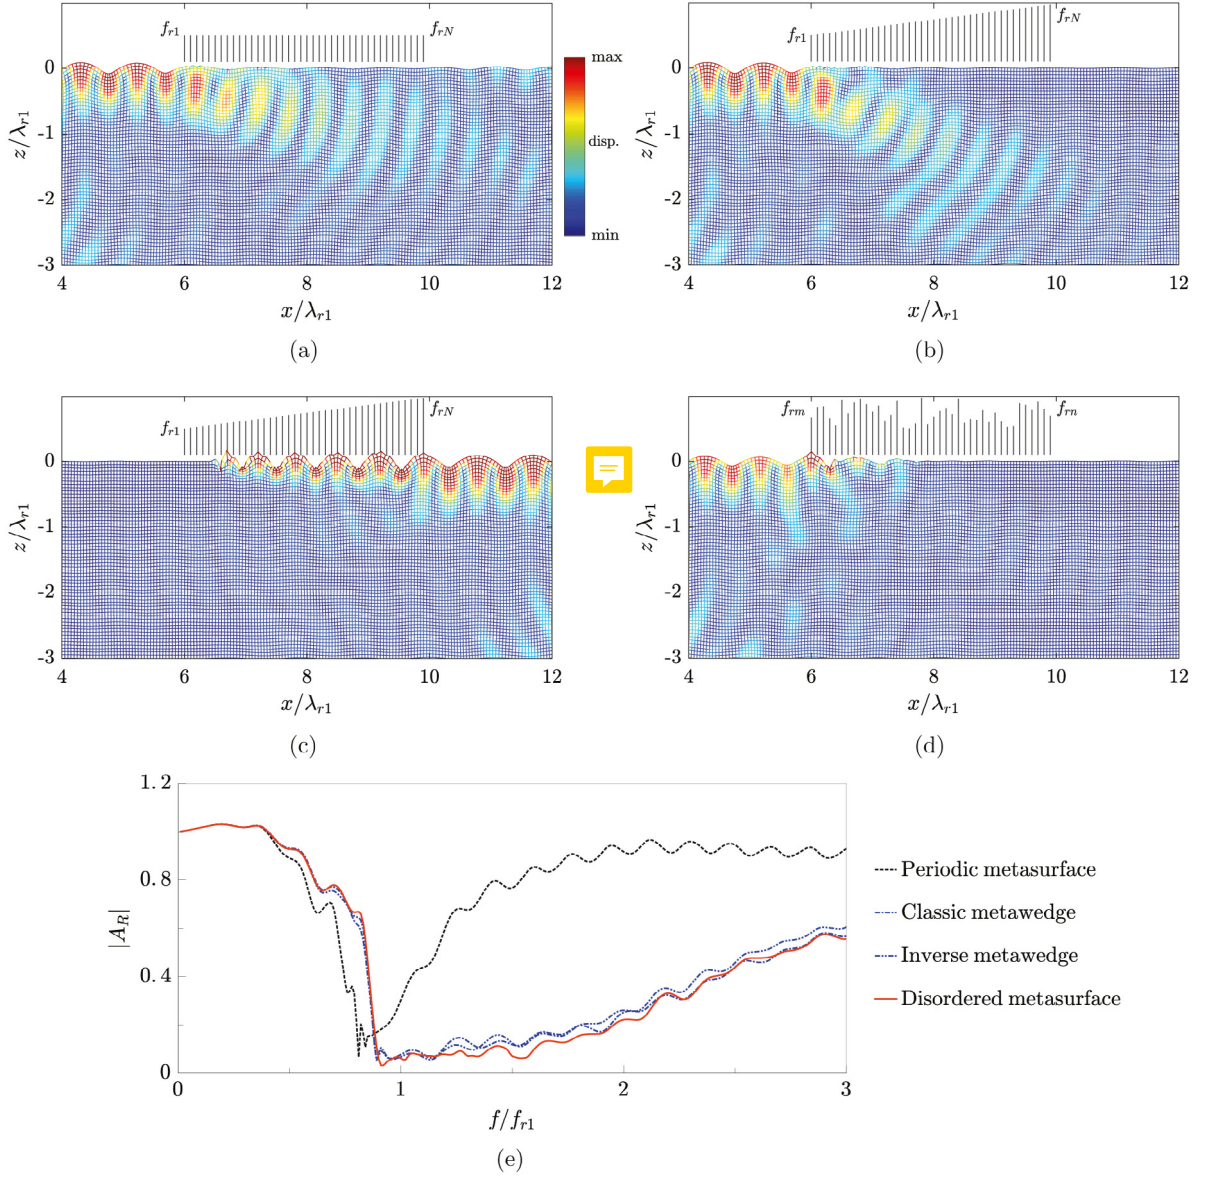 f_{r1} f_{rN}
f_{r1} f_{rN}
max
disp.
min
0
-1
-2
-3
z/λ_{r1}
4 6 8 10 12
x/λ_{r1}
(a)
0
-1
-2
-3
z/λ_{r1}
4 6 8 10 12
x/λ_{r1}
(b)
f_{r1} f_{rN}
0
-1
-2
-3
z/λ_{r1}
4 6 8 10 12
x/λ_{r1}
(c)
f_{rm} f_{rn}
0
-1
-2
-3
z/λ_{r1}
4 6 8 10 12
x/λ_{r1}
(d)
1.2
0.8
0.4
0
|A_R|
0 1 2 3
f/f_{r1}
Periodic metasurface
Classic metawedge
Inverse metawedge
Disordered metasurface
(e)